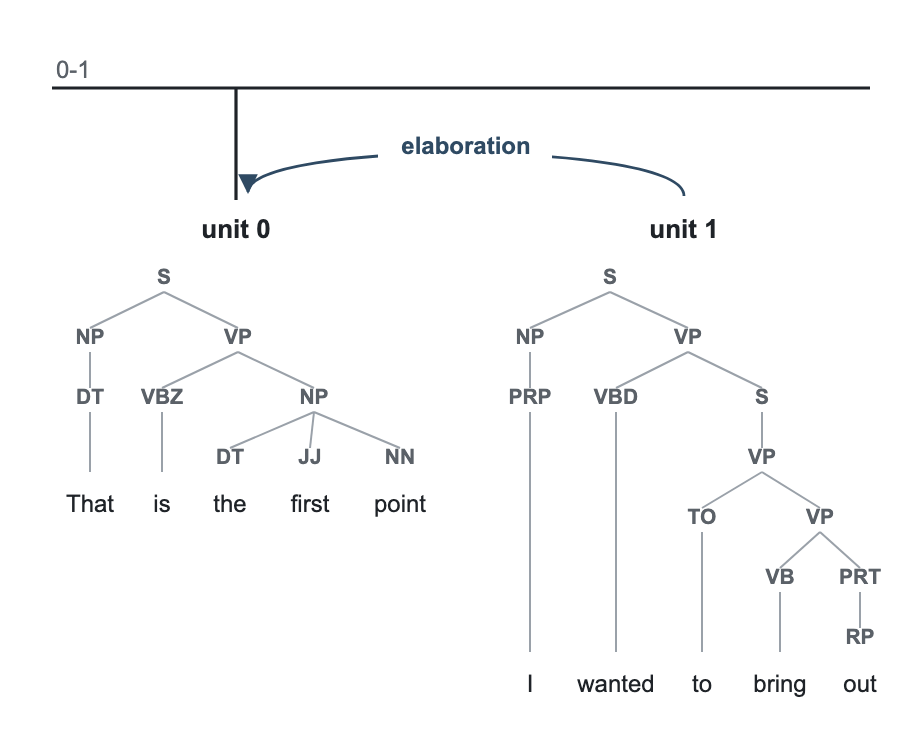 0-1
elaboration
unit 0 unit 1
S S
NP VP NP VP
DT VBZ NP PRP VBD S
DT JJ NN VP
That is the first point
TO VP
VB PRT
RP
I wanted to bring out